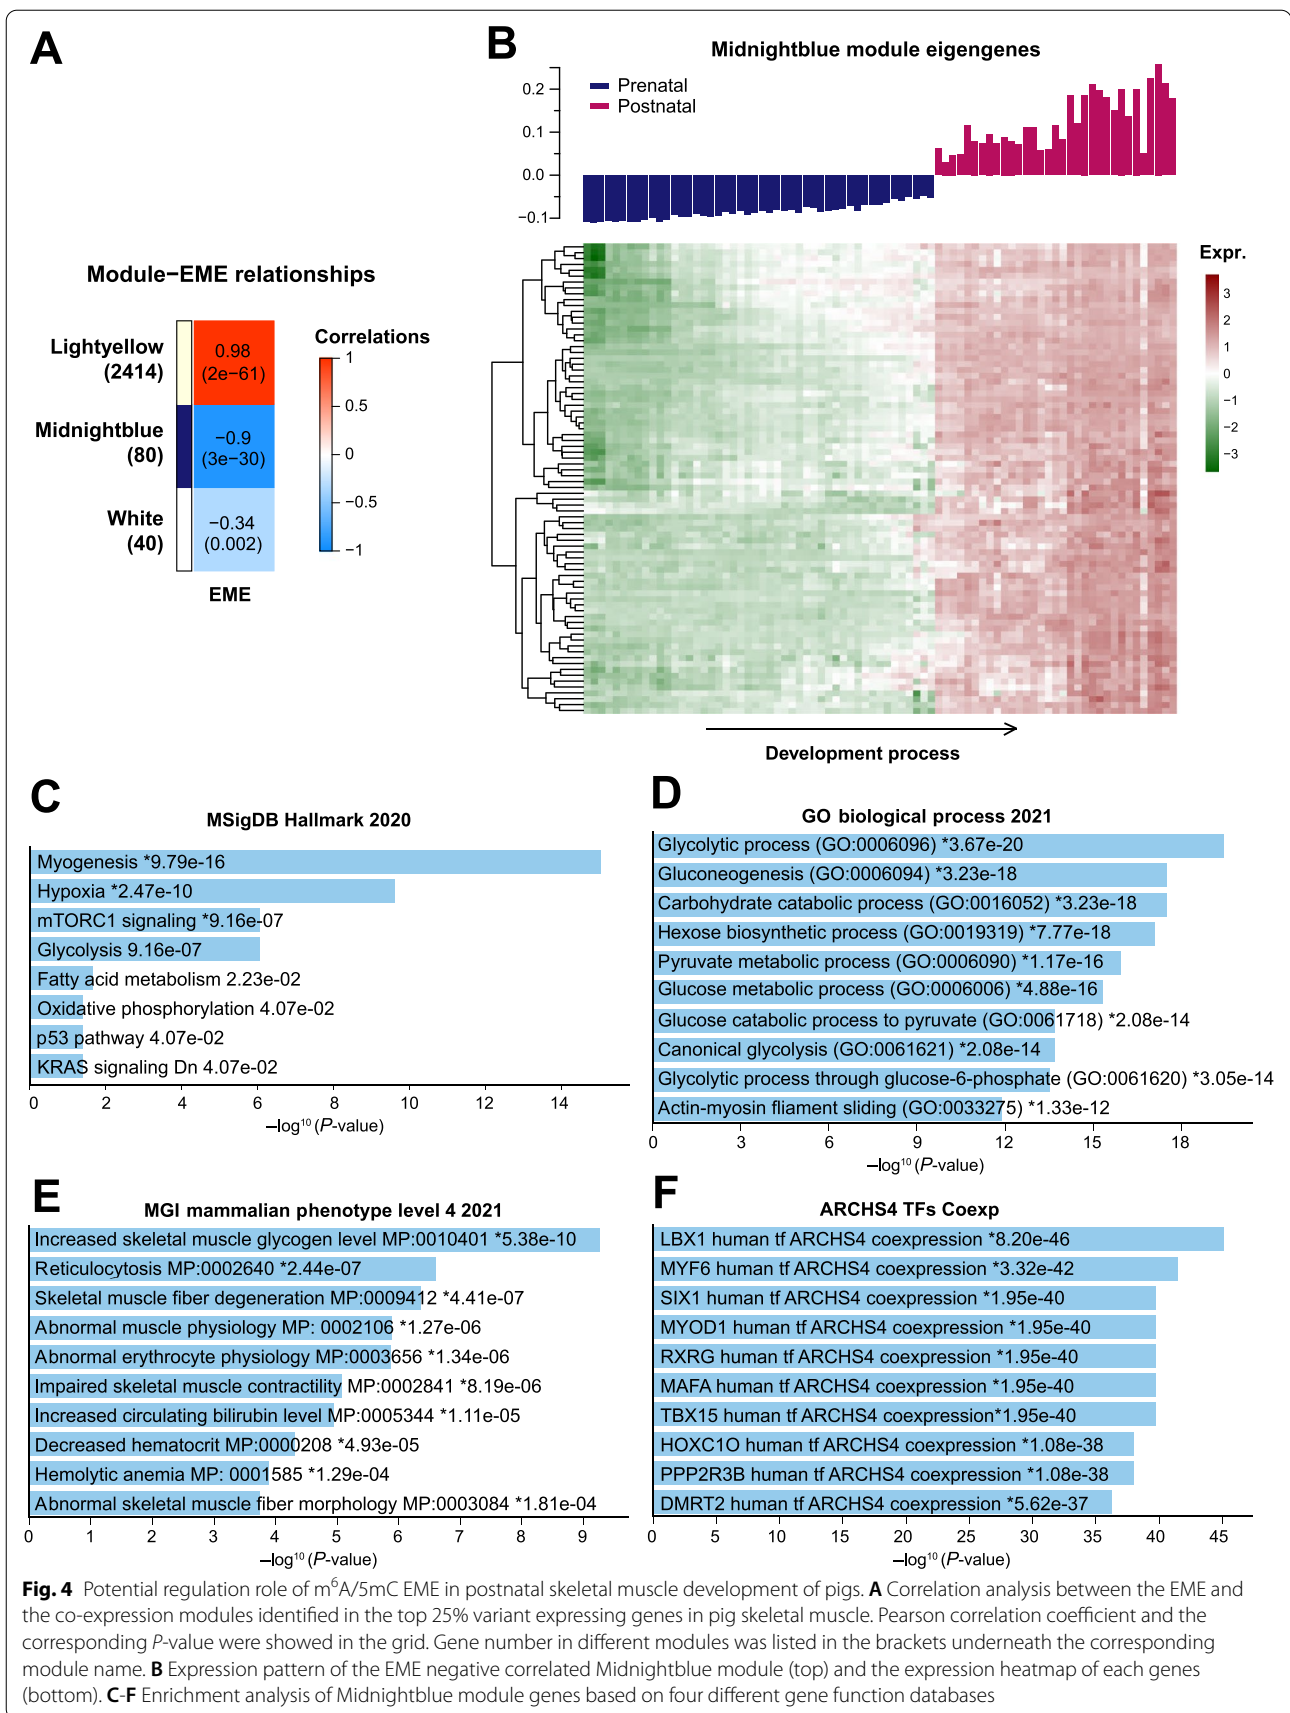 A
Module−EME relationships
Lightyellow
(2414)
Midnightblue
(80)
White
(40)
0.98
(2e−61)
−0.9
(3e−30)
−0.34
(0.002)
EME
Correlations
1
0.5
0
−0.5
−1
B
Midnightblue module eigengenes
0.2
0.1
0.0
−0.1
Prenatal
Postnatal
Expr.
3
2
1
0
−1
−2
−3
Development process
C
MSigDB Hallmark 2020
Myogenesis *9.79e-16
Hypoxia *2.47e-10
mTORC1 signaling *9.16e-07
Glycolysis 9.16e-07
Fatty acid metabolism 2.23e-02
Oxidative phosphorylation 4.07e-02
p53 pathway 4.07e-02
KRAS signaling Dn 4.07e-02
0 2 4 6 8 10 12 14
−log¹⁰ (P-value)
D
GO biological process 2021
Glycolytic process (GO:0006096) *3.67e-20
Gluconeogenesis (GO:0006094) *3.23e-18
Carbohydrate catabolic process (GO:0016052) *3.23e-18
Hexose biosynthetic process (GO:0019319) *7.77e-18
Pyruvate metabolic process (GO:0006090) *1.17e-16
Glucose metabolic process (GO:0006006) *4.88e-16
Glucose catabolic process to pyruvate (GO:0061718) *2.08e-14
Canonical glycolysis (GO:0061621) *2.08e-14
Glycolytic process through glucose-6-phosphate (GO:0061620) *3.05e-14
Actin-myosin fliament sliding (GO:0033275) *1.33e-12
0 3 6 9 12 15 18
−log¹⁰ (P-value)
E
MGI mammalian phenotype level 4 2021
Increased skeletal muscle glycogen level MP:0010401 *5.38e-10
Reticulocytosis MP:0002640 *2.44e-07
Skeletal muscle fiber degeneration MP:0009412 *4.41e-07
Abnormal muscle physiology MP: 0002106 *1.27e-06
Abnormal erythrocyte physiology MP:0003656 *1.34e-06
Impaired skeletal muscle contractility MP:0002841 *8.19e-06
Increased circulating bilirubin level MP:0005344 *1.11e-05
Decreased hematocrit MP:0000208 *4.93e-05
Hemolytic anemia MP: 0001585 *1.29e-04
Abnormal skeletal muscle fiber morphology MP:0003084 *1.81e-04
0 1 2 3 4 5 6 7 8 9
−log¹⁰ (P-value)
F
ARCHS4 TFs Coexp
LBX1 human tf ARCHS4 coexpression *8.20e-46
MYF6 human tf ARCHS4 coexpression *3.32e-42
SIX1 human tf ARCHS4 coexpression *1.95e-40
MYOD1 human tf ARCHS4 coexpression *1.95e-40
RXRG human tf ARCHS4 coexpression *1.95e-40
MAFA human tf ARCHS4 coexpression *1.95e-40
TBX15 human tf ARCHS4 coexpression*1.95e-40
HOXC1O human tf ARCHS4 coexpression *1.08e-38
PPP2R3B human tf ARCHS4 coexpression *1.08e-38
DMRT2 human tf ARCHS4 coexpression *5.62e-37
0 5 10 15 20 25 30 35 40 45
−log¹⁰ (P-value)
Fig. 4 Potential regulation role of m⁶A/5mC EME in postnatal skeletal muscle development of pigs. A Correlation analysis between the EME and
the co-expression modules identified in the top 25% variant expressing genes in pig skeletal muscle. Pearson correlation coefficient and the
corresponding P-value were showed in the grid. Gene number in different modules was listed in the brackets underneath the corresponding
module name. B Expression pattern of the EME negative correlated Midnightblue module (top) and the expression heatmap of each genes
(bottom). C-F Enrichment analysis of Midnightblue module genes based on four different gene function databases